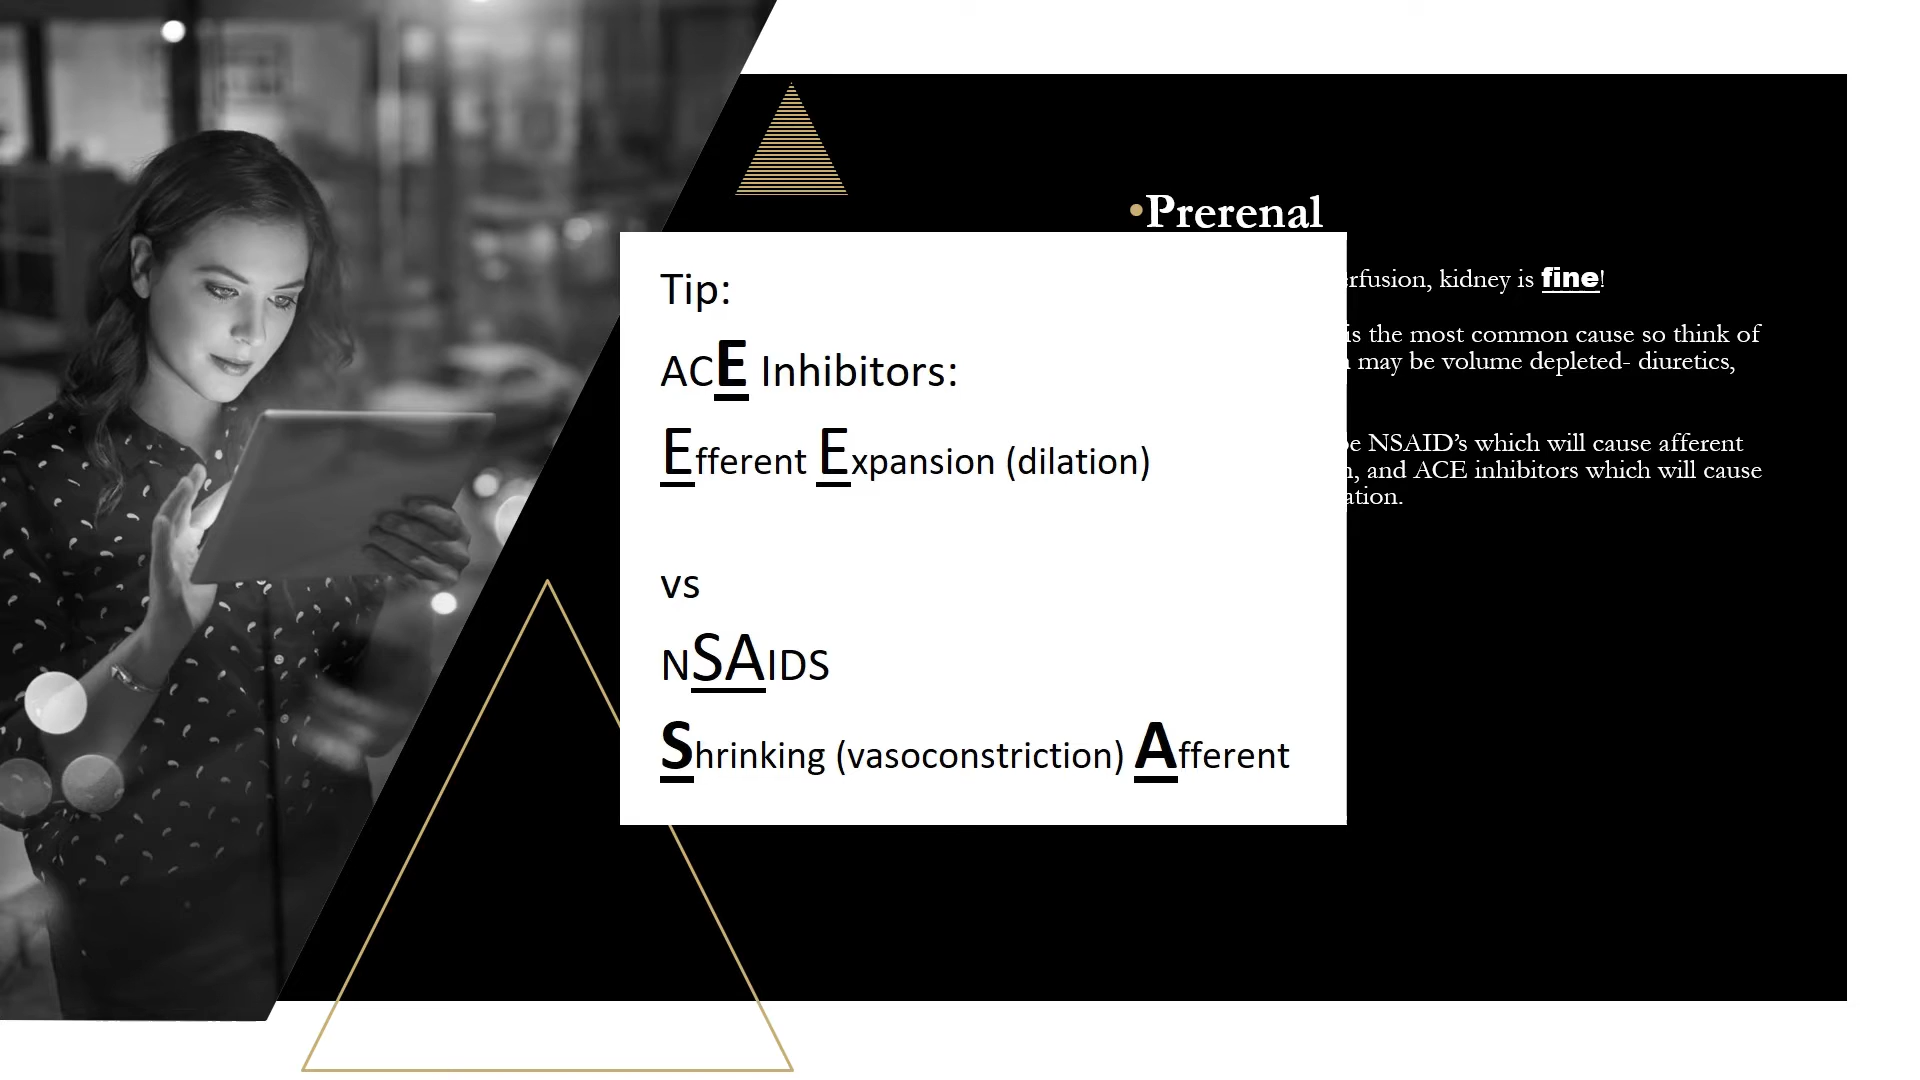 •Prerenal
Tip:
ACE Inhibitors:
Efferent Expansion (dilation)
vs
NSAIDS
Shrinking (vasoconstriction) Afferent
kidney is fine!
is the most common cause so think of
may be volume depleted- diuretics,
NSAID’s which will cause afferent
and ACE inhibitors which will cause